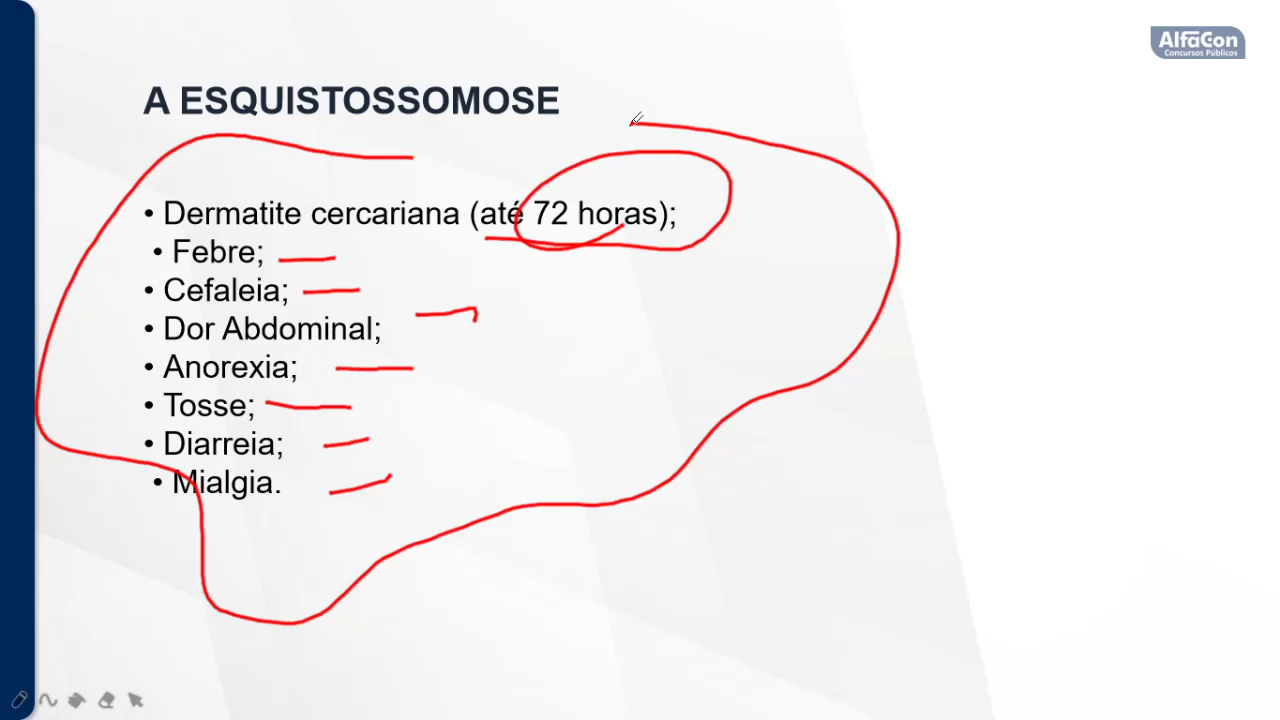 AlfaCon
Concursos Públicos
A ESQUISTOSSOMOSE
• Dermatite cercariana (até 72 horas);
• Febre;
• Cefaleia;
• Dor Abdominal;
• Anorexia;
• Tosse;
• Diarreia;
• Mialgia.